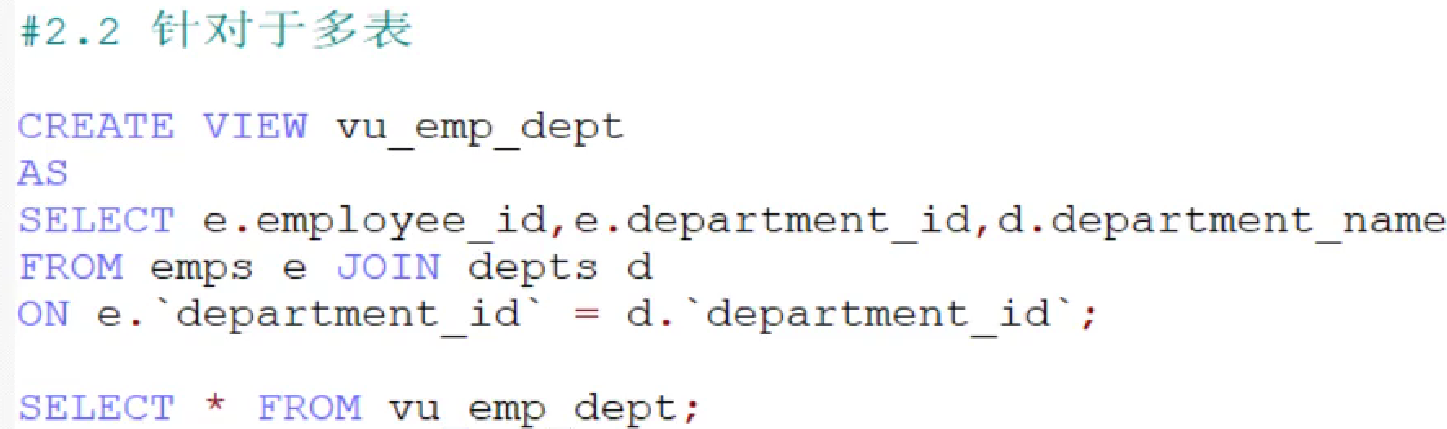 #2.2 针对于多表
CREATE VIEW vu_emp_dept
AS
SELECT e.employee_id,e.department_id,d.department_name
FROM emps e JOIN depts d
ON e.`department_id` = d.`department_id`;
SELECT * FROM vu_emp_dept;